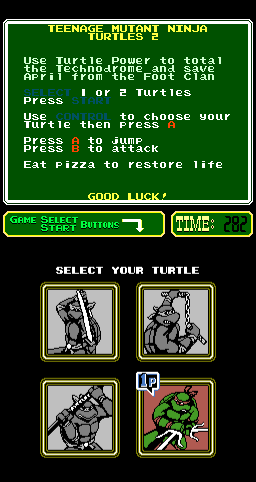 TEENAGE MUTANT NINJA
TURTLES 2
Use Turtle Power to total
the Technodrome and save
April from the Foot Clan
SELECT 1 or 2 Turtles
Press START
Use CONTROL to choose your
Turtle then press A
Press A to jump
Press B to attack
Eat pizza to restore life
GOOD LUCK!
GAME SELECT
START BUTTONS
TIME: 282
SELECT YOUR TURTLE
1P